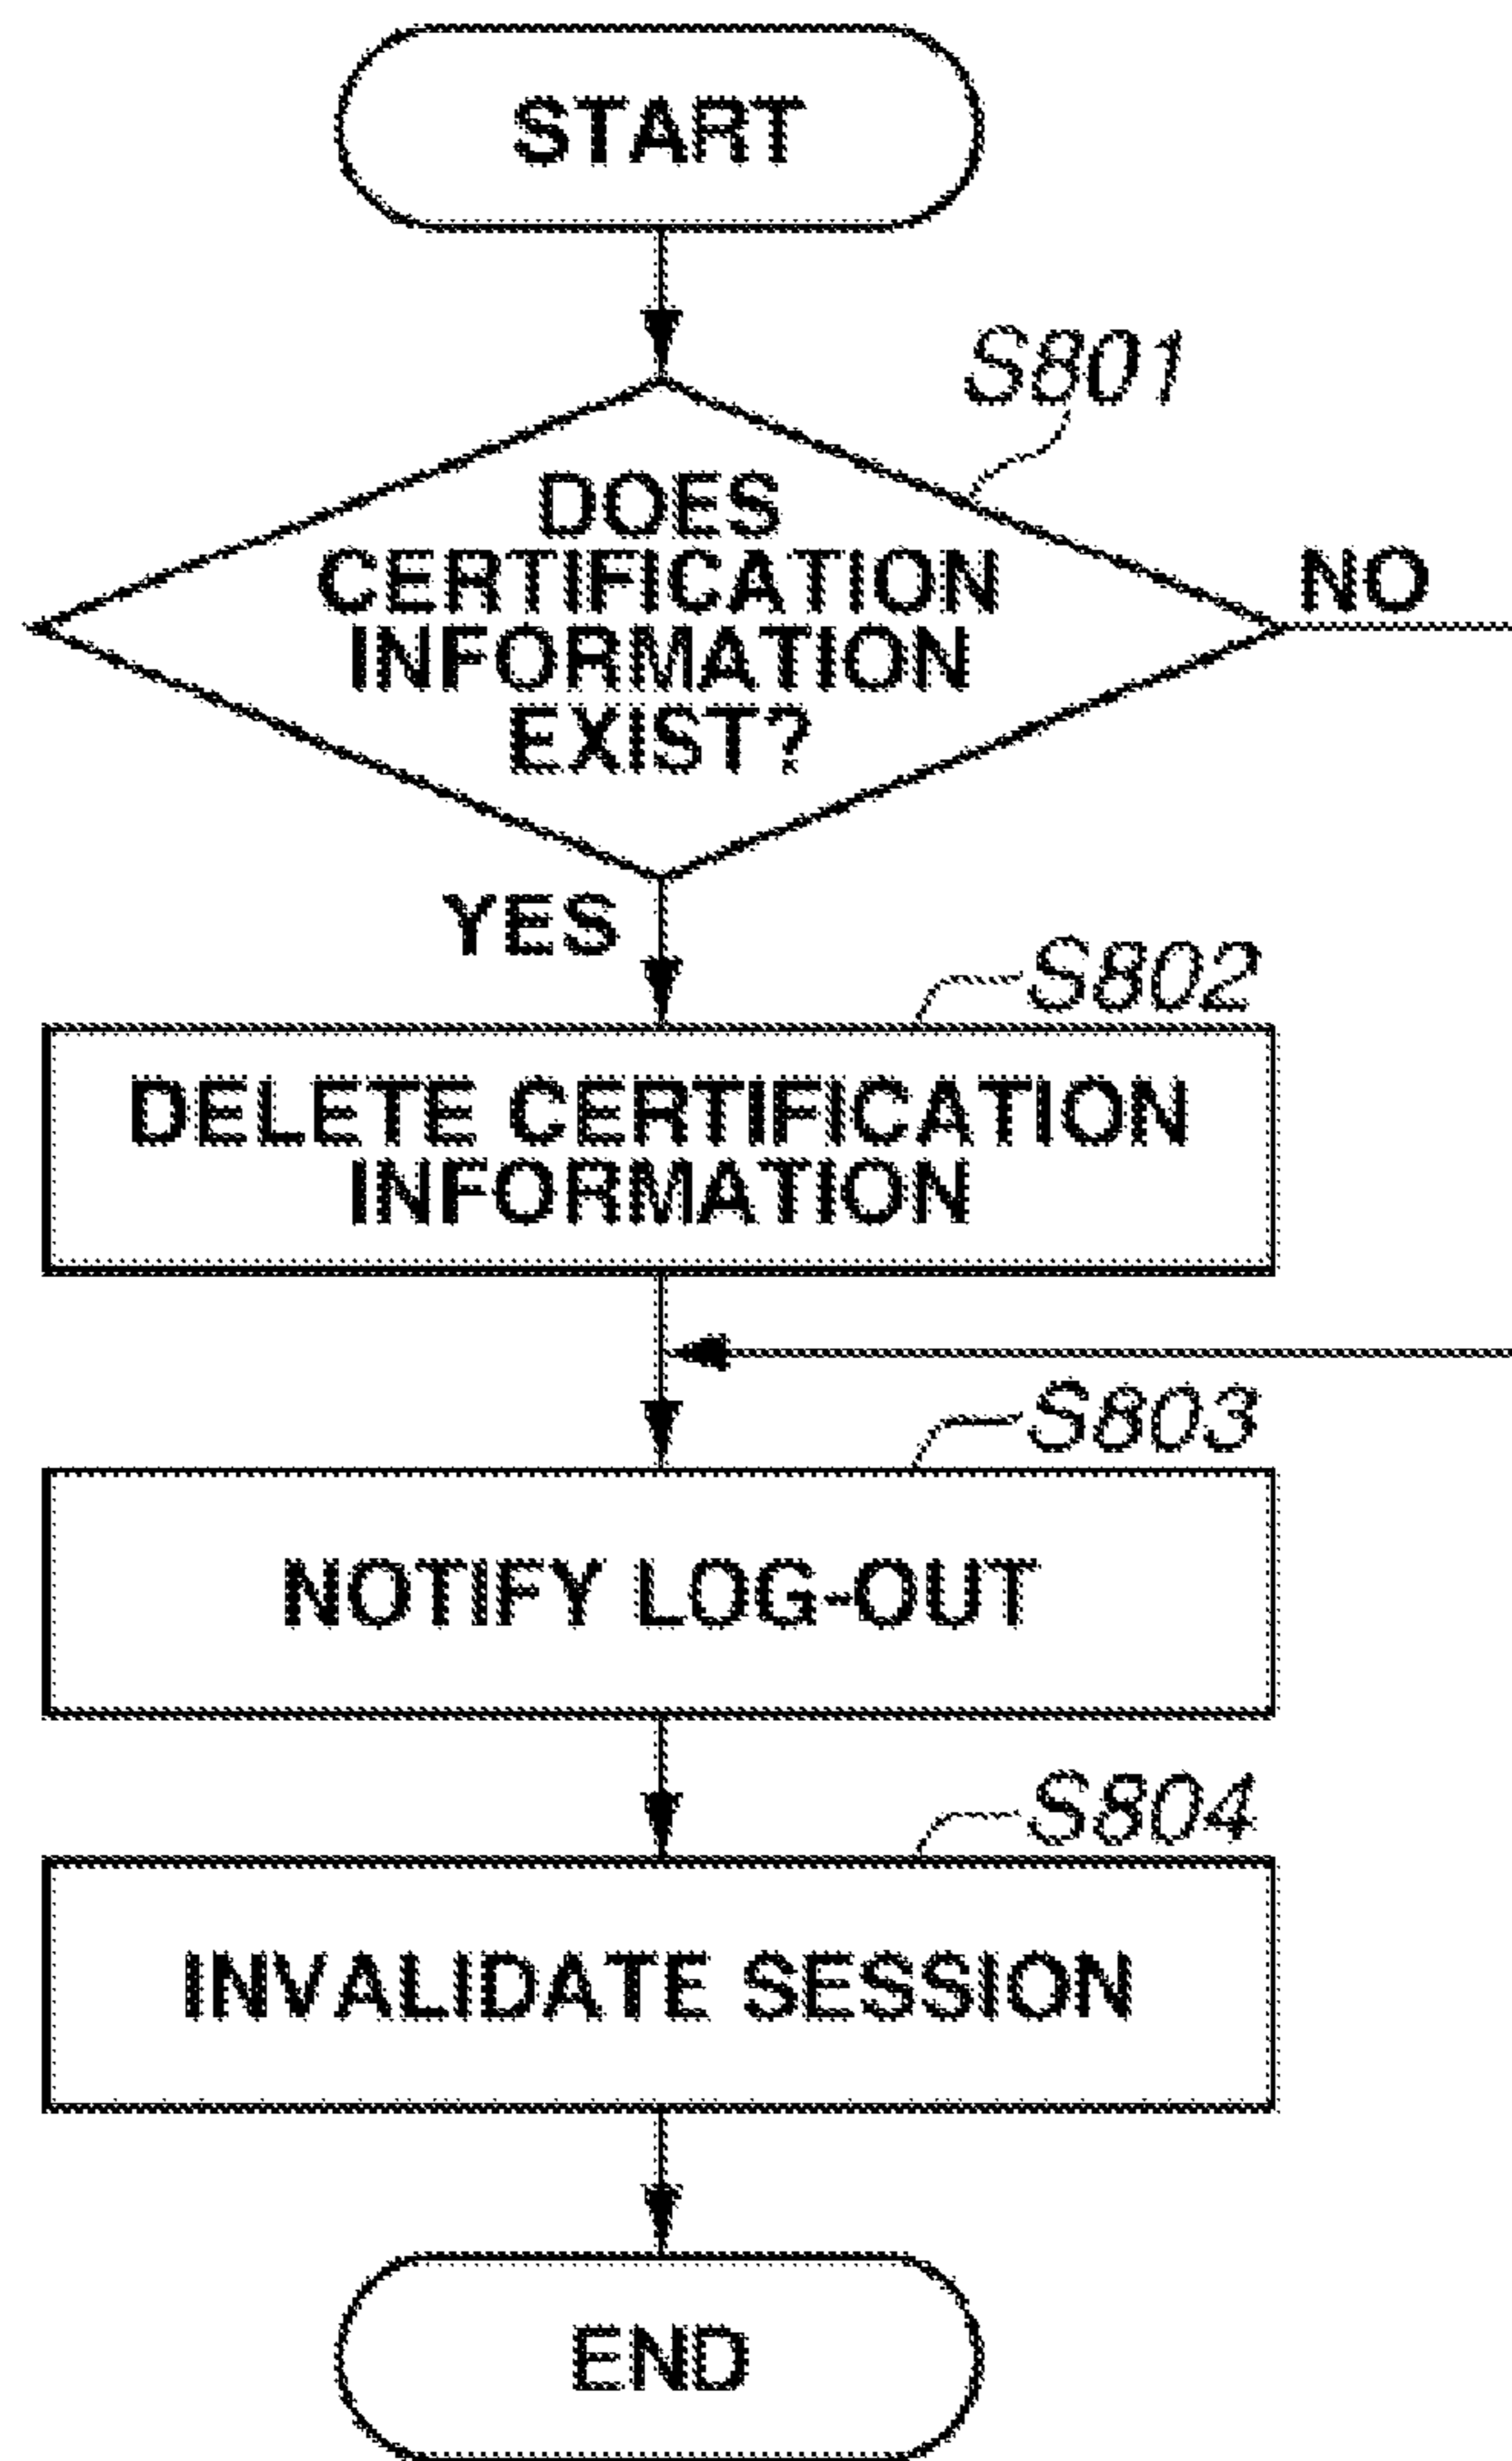 START
S801
DOES
CERTIFICATION
INFORMATION
EXIST?
NO
YES
S802
DELETE CERTIFICATION
INFORMATION
S803
NOTIFY LOG-OUT
S804
INVALIDATE SESSION
END